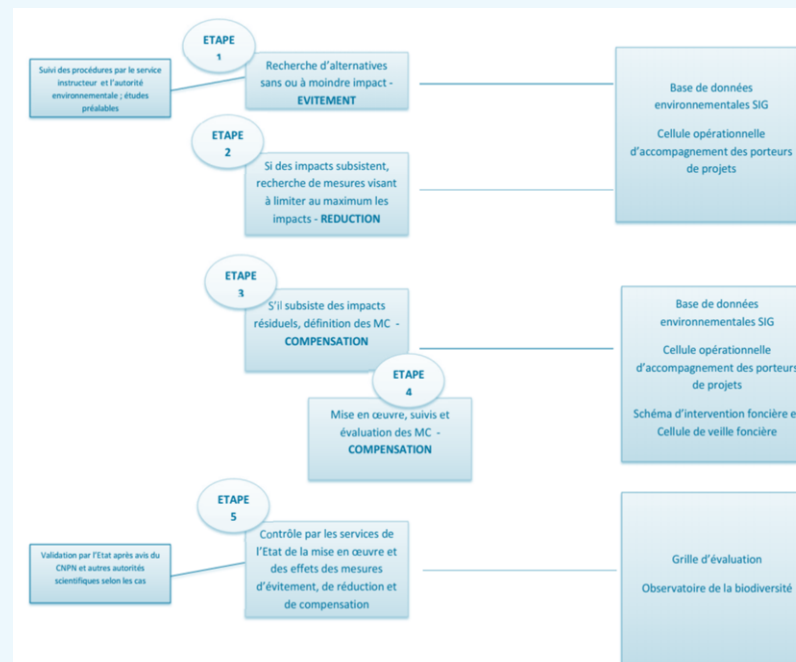 ETAPE
1
Suivi des procédures par le service
instructeur et l'autorité
environnementale ; études
préalables
Recherche d'alternatives
sans ou à moindre impact -
EVITEMENT
Base de données
environnementales SIG
Cellule opérationnelle
d'accompagnement des porteurs
de projets
ETAPE
2
Si des impacts subsistent,
recherche de mesures visant
à limiter au maximum les
impacts - REDUCTION
ETAPE
3
S'il subsiste des impacts
résiduels, définition des MC -
COMPENSATION
Base de données
environnementales SIG
Cellule opérationnelle
d'accompagnement des porteurs
de projets
Schéma d'intervention foncière e
Cellule de veille foncière
ETAPE
4
Mise en œuvre, suivis et
évaluation des MC -
COMPENSATION
ETAPE
5
Validation par l'Etat après avis du
CNPN et autres autorités
scientifiques selon les cas
Contrôle par les services de
l'Etat de la mise en œuvre et
des effets des mesures
d'évitement, de réduction et
de compensation
Grille d'évaluation
Observatoire de la biodiversité